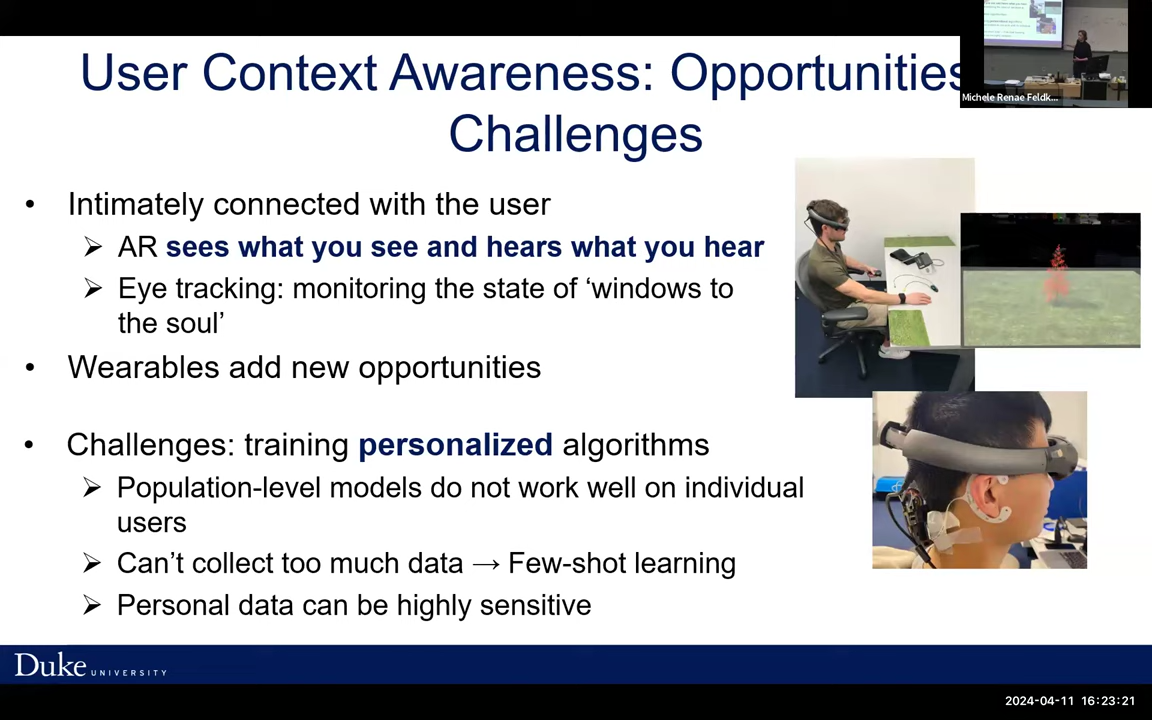 User Context Awareness: Opportunities
Challenges
Michele Renae Feldk...
• Intimately connected with the user
➢ AR sees what you see and hears what you hear
➢ Eye tracking: monitoring the state of ‘windows to
the soul’
• Wearables add new opportunities
• Challenges: training personalized algorithms
➢ Population-level models do not work well on individual
users
➢ Can’t collect too much data → Few-shot learning
➢ Personal data can be highly sensitive
Duke UNIVERSITY
2024-04-11 16:23:21